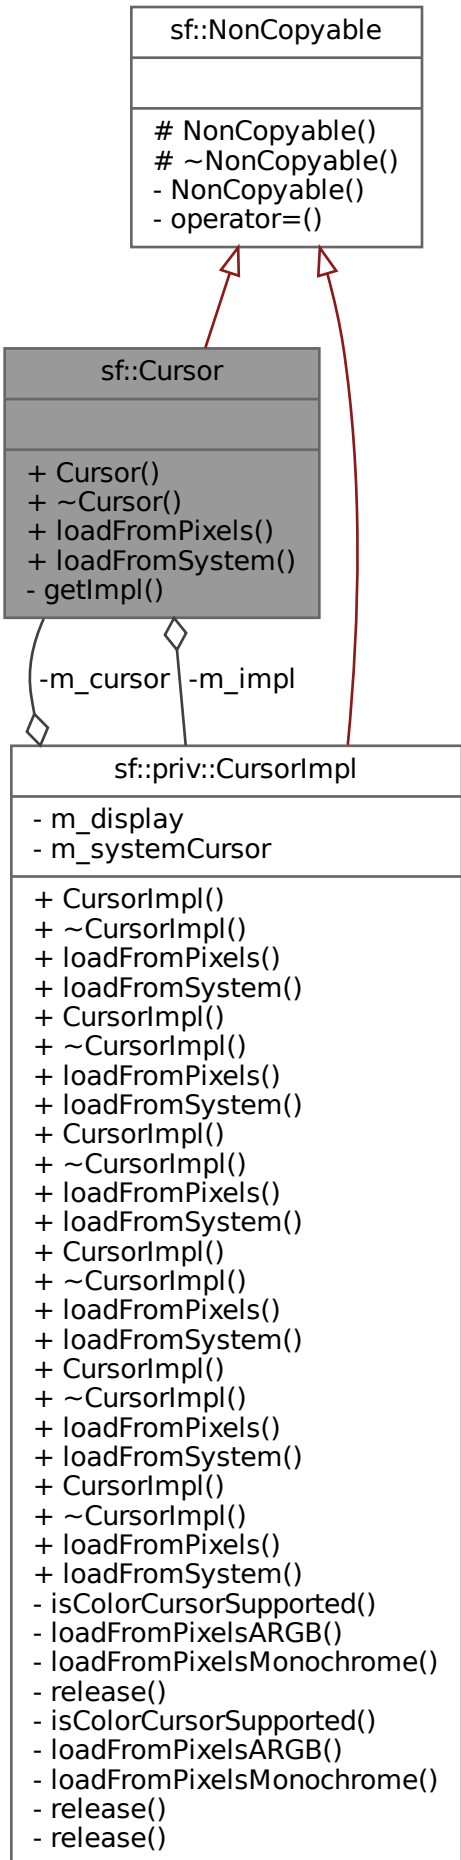 sf::NonCopyable
# NonCopyable()
# ~NonCopyable()
- NonCopyable()
- operator=()
sf::Cursor
+ Cursor()
+ ~Cursor()
+ loadFromPixels()
+ loadFromSystem()
- getImpl()
-m_cursor
-m_impl
sf::priv::CursorImpl
- m_display
- m_systemCursor
+ CursorImpl()
+ ~CursorImpl()
+ loadFromPixels()
+ loadFromSystem()
+ CursorImpl()
+ ~CursorImpl()
+ loadFromPixels()
+ loadFromSystem()
+ CursorImpl()
+ ~CursorImpl()
+ loadFromPixels()
+ loadFromSystem()
+ CursorImpl()
+ ~CursorImpl()
+ loadFromPixels()
+ loadFromSystem()
+ CursorImpl()
+ ~CursorImpl()
+ loadFromPixels()
+ loadFromSystem()
+ CursorImpl()
+ ~CursorImpl()
+ loadFromPixels()
+ loadFromSystem()
- isColorCursorSupported()
- loadFromPixelsARGB()
- loadFromPixelsMonochrome()
- release()
- isColorCursorSupported()
- loadFromPixelsARGB()
- loadFromPixelsMonochrome()
- release()
- release()